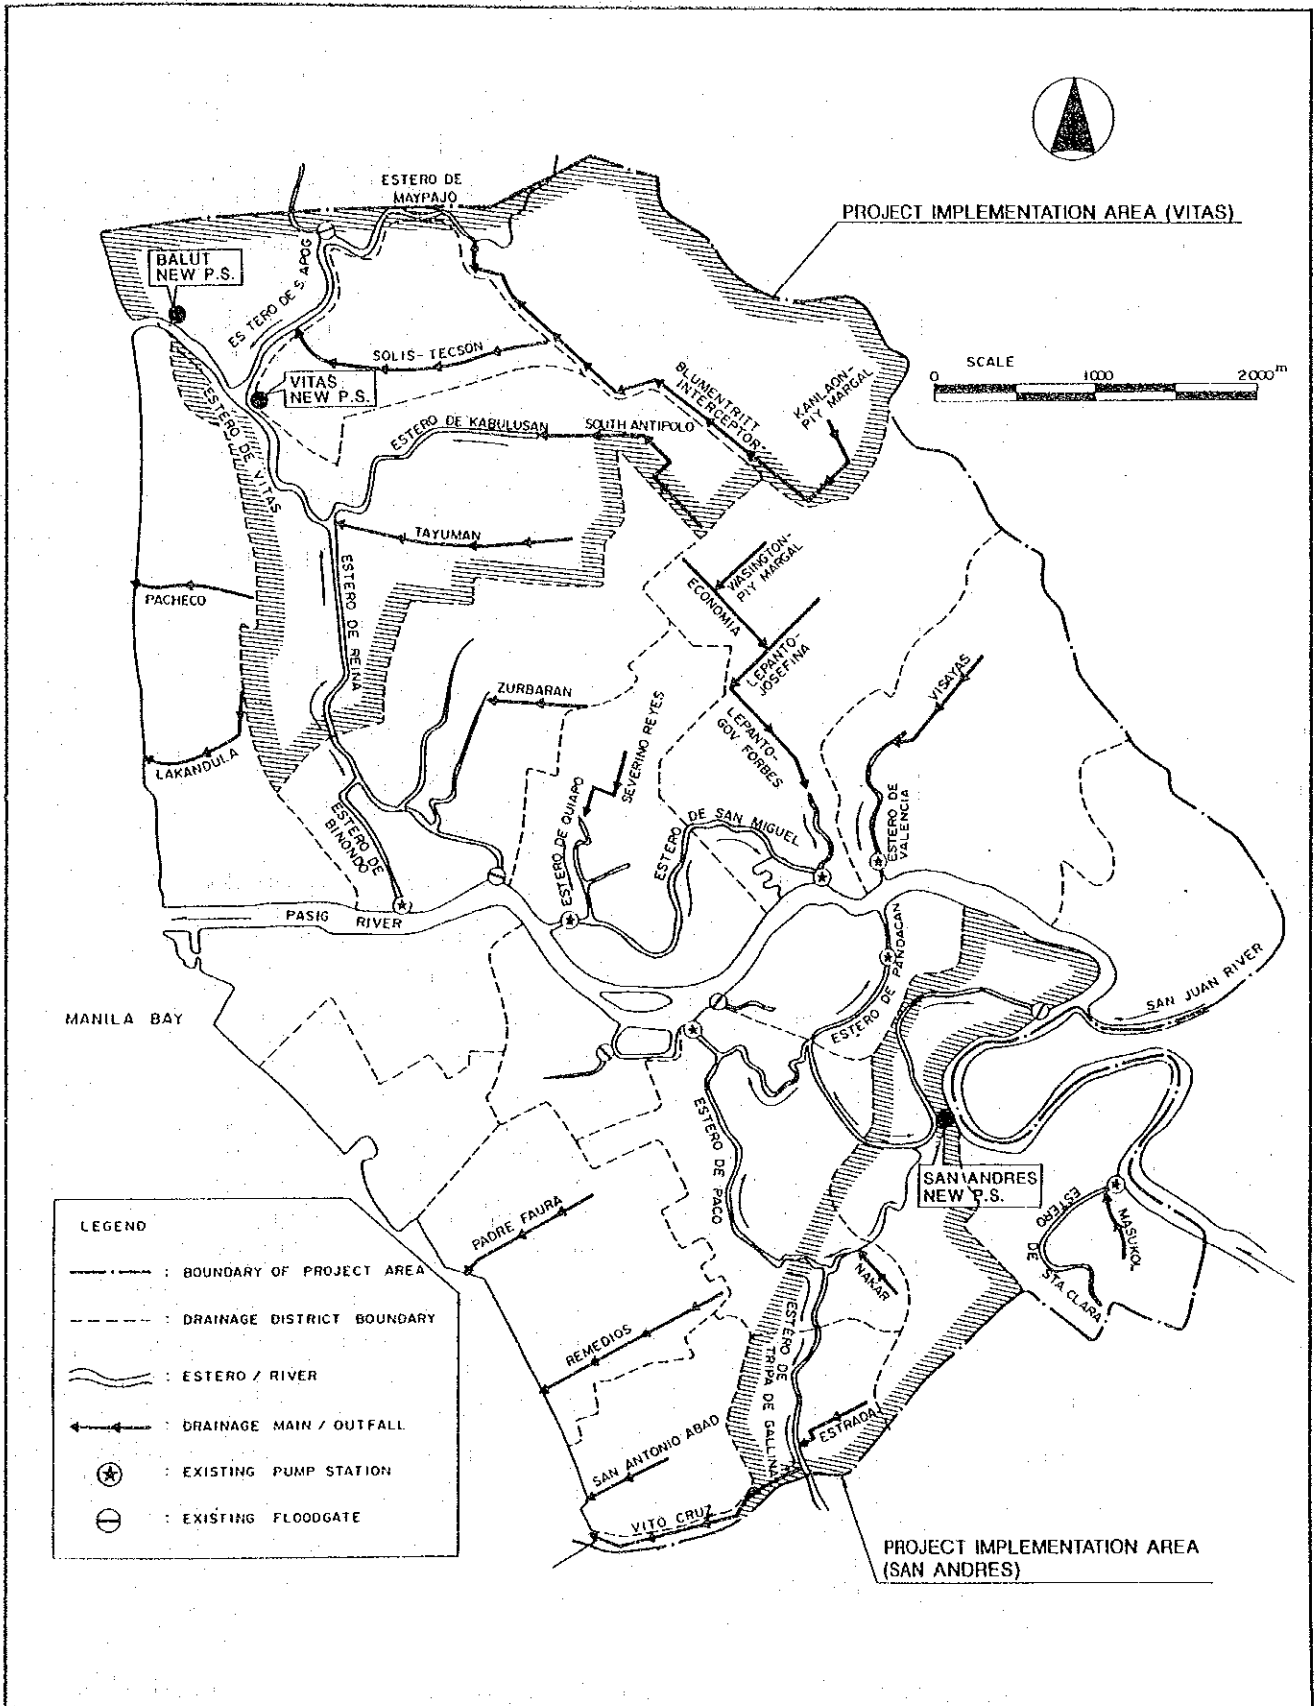 ESTERO DE
MAYPAJO
PROJECT IMPLEMENTATION AREA (VITAS)
BALUT
NEW P.S.
ESTERO DE S. APOG
SOLIS-TECSON
VITAS
NEW P.S.
ESTERO DE VITAS
ESTERO DE KABULUSAN
SOUTH ANTIPOLO
BLUMENTRITT
INTERCEPTOR
KANLAON-
PIY MARGAL
SCALE
0 1000 2000 m
TAYUMAN
PACHECO
ESTERO DE REINA
WASINGTON-
PIY MARGAL
ECONOMIA
LEPANTO-
JOSEFINA
LEPANTO-
GOV. FORBES
VISAYAS
ZURBARAN
SEVERINO REYES
LAKANDULA
ESTERO DE
BINONDO
ESTERO DE QUIAPO
ESTERO DE SAN MIGUEL
ESTERO DE
VALENCIA
PASIG RIVER
ESTERO DE PANDACAN
SAN JUAN RIVER
MANILA BAY
ESTERO DE PACO
SAN ANDRES
NEW P.S.
ESTERO DE STA CLARA
MASUKOL
PADRE FAURA
NAKAR
REMEDIOS
ESTERO DE
TRIPA DE GALLINA
ESTRADA
SAN ANTONIO ABAD
VITO CRUZ
PROJECT IMPLEMENTATION AREA
(SAN ANDRES)
LEGEND
: BOUNDARY OF PROJECT AREA
: DRAINAGE DISTRICT BOUNDARY
: ESTERO / RIVER
: DRAINAGE MAIN / OUTFALL
: EXISTING PUMP STATION
: EXISTING FLOODGATE